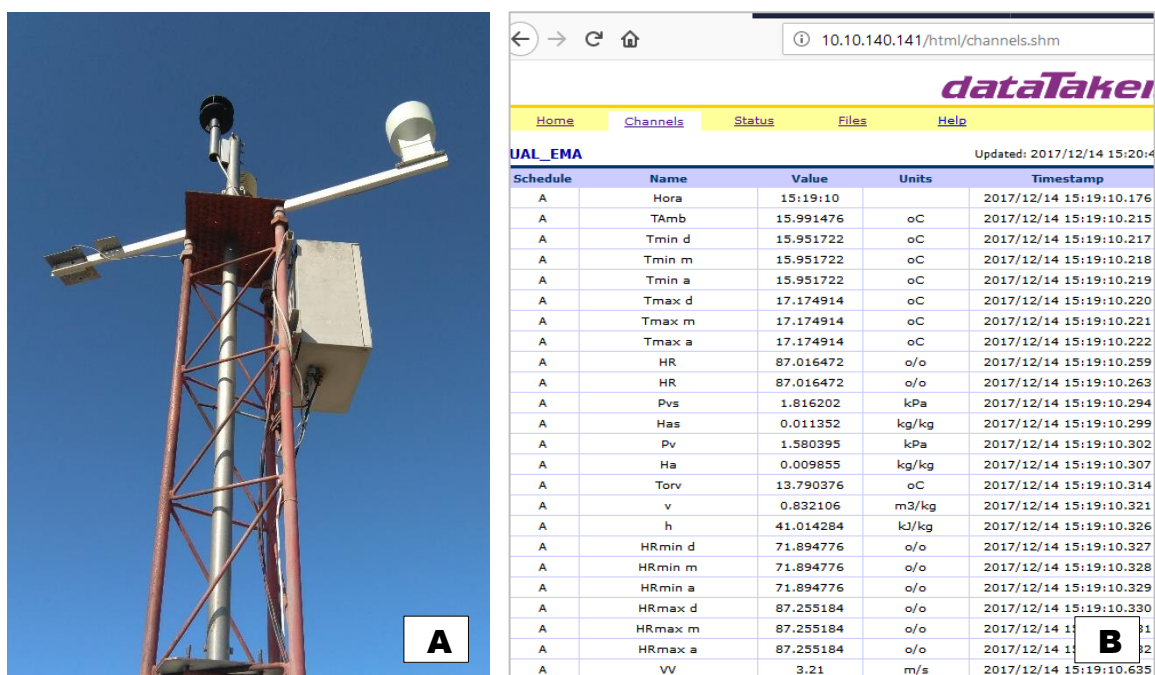 A
10.10.140.141/html/channels.shm
dataTaker
Home Channels Status Files Help
UAL_EMA Updated: 2017/12/14 15:20:4
Schedule Name Value Units Timestamp
A Hora 15:19:10 2017/12/14 15:19:10.176
A TAmb 15.991476 oC 2017/12/14 15:19:10.215
A Tmin d 15.951722 oC 2017/12/14 15:19:10.217
A Tmin m 15.951722 oC 2017/12/14 15:19:10.218
A Tmin a 15.951722 oC 2017/12/14 15:19:10.219
A Tmax d 17.174914 oC 2017/12/14 15:19:10.220
A Tmax m 17.174914 oC 2017/12/14 15:19:10.221
A Tmax a 17.174914 oC 2017/12/14 15:19:10.222
A HR 87.016472 o/o 2017/12/14 15:19:10.259
A HR 87.016472 o/o 2017/12/14 15:19:10.263
A Pvs 1.816202 kPa 2017/12/14 15:19:10.294
A Has 0.011352 kg/kg 2017/12/14 15:19:10.299
A Pv 1.580395 kPa 2017/12/14 15:19:10.302
A Ha 0.009855 kg/kg 2017/12/14 15:19:10.307
A Torv 13.790376 oC 2017/12/14 15:19:10.314
A v 0.832106 m3/kg 2017/12/14 15:19:10.321
A h 41.014284 kJ/kg 2017/12/14 15:19:10.326
A HRmin d 71.894776 o/o 2017/12/14 15:19:10.327
A HRmin m 71.894776 o/o 2017/12/14 15:19:10.328
A HRmin a 71.894776 o/o 2017/12/14 15:19:10.329
A HRmax d 87.255184 o/o 2017/12/14 15:19:10.330
A HRmax m 87.255184 o/o 2017/12/14
A HRmax a 87.255184 o/o 2017/12/14
A VV 3.21 m/s 2017/12/14 15:19:10.635
B